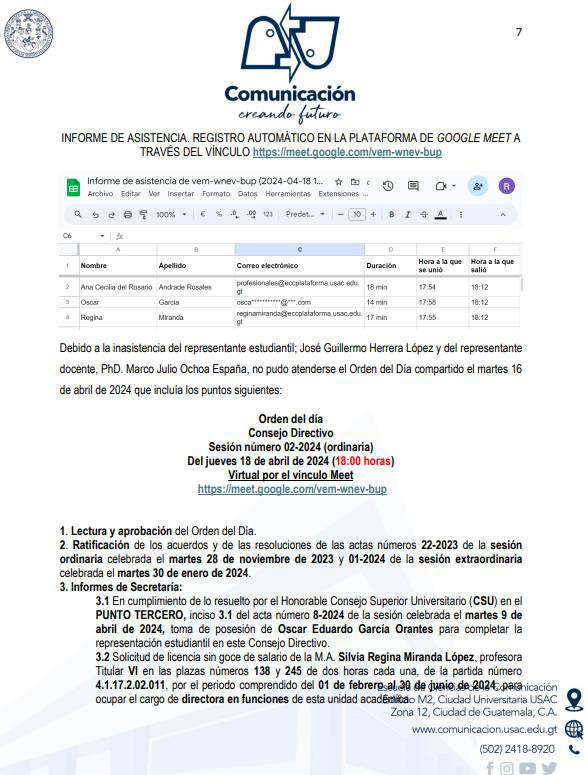 7
Comunicación
creando futuro
INFORME DE ASISTENCIA. REGISTRO AUTOMÁTICO EN LA PLATAFORMA DE GOOGLE MEET A
TRAVÉS DEL VÍNCULO https://meet.google.com/vem-wnev-bup
Informe de asistencia de vem-wnev-bup (2024-04-18 1...
Archivo Editar Ver Insertar Formato Datos Herramientas Extensiones ...
R
100% € % .0 .00 123 Predet... − 10 + B I S A
C6 fx
A B C D E F
1 Nombre Apellido Correo electrónico Duración Hora a la que se unió Hora a la que salió
2 Ana Cecilia del Rosario Andrade Rosales profesionales@eccplataforma.usac.edu.gt 18 min 17:54 18:12
3 Oscar Garcia osca***********@***.com 14 min 17:58 18:12
4 Regina Miranda reginamiranda@eccplataforma.usac.edu.gt 17 min 17:55 18:12
Debido a la inasistencia del representante estudiantil; José Guillermo Herrera López y del representante
docente, PhD. Marco Julio Ochoa España, no pudo atenderse el Orden del Día compartido el martes 16
de abril de 2024 que incluía los puntos siguientes:
Orden del día
Consejo Directivo
Sesión número 02-2024 (ordinaria)
Del jueves 18 de abril de 2024 (18:00 horas)
Virtual por el vínculo Meet
https://meet.google.com/vem-wnev-bup
1. Lectura y aprobación del Orden del Día.
2. Ratificación de los acuerdos y de las resoluciones de las actas números 22-2023 de la sesión
ordinaria celebrada el martes 28 de noviembre de 2023 y 01-2024 de la sesión extraordinaria
celebrada el martes 30 de enero de 2024.
3. Informes de Secretaría:
3.1 En cumplimiento de lo resuelto por el Honorable Consejo Superior Universitario (CSU) en el
PUNTO TERCERO, inciso 3.1 del acta número 8-2024 de la sesión celebrada el martes 9 de
abril de 2024, toma de posesión de Oscar Eduardo García Orantes para completar la
representación estudiantil en este Consejo Directivo.
3.2 Solicitud de licencia sin goce de salario de la M.A. Silvia Regina Miranda López, profesora
Titular VI en las plazas números 138 y 245 de dos horas cada una, de la partida número
4.1.17.2.02.011, por el periodo comprendido del 01 de febrero al 30 de junio de 2024, para
ocupar el cargo de directora en funciones de esta unidad académica.
Escuela de Ciencias de la Comunicación
Edificio M2, Ciudad Universitaria USAC
Zona 12, Ciudad de Guatemala, C.A.
www.comunicacion.usac.edu.gt
(502) 2418-8920